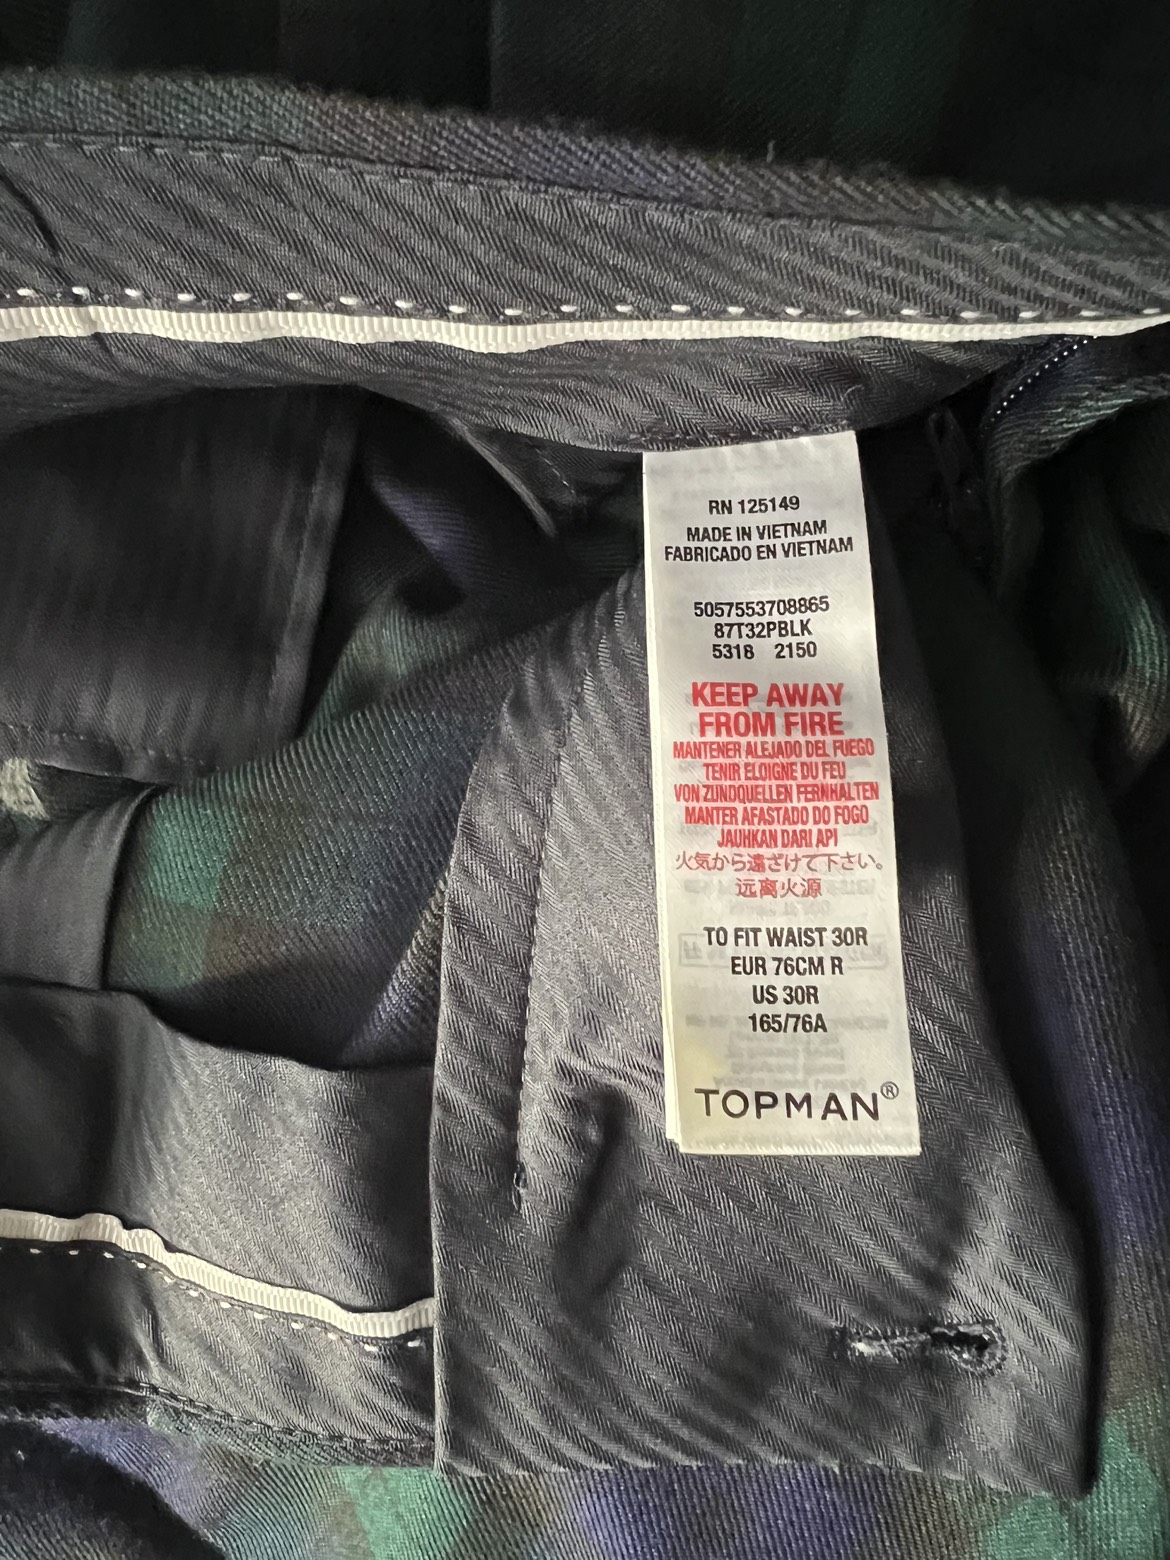 RN 125149
MADE IN VIETNAM
FABRICADO EN VIETNAM
5057553708865
87T32PBLK
5318 2150
KEEP AWAY
FROM FIRE
MANTENER ALEJADO DEL FUEGO
TENIR ELOIGNE DU FEU
VON ZUNDQUELLEN FERNHALTEN
MANTER AFASTADO DO FOGO
JAUHKAN DARI API
火気から遠ざけて下さい。
远离火源
TO FIT WAIST 30R
EUR 76CM R
US 30R
165/76A
TOPMAN®